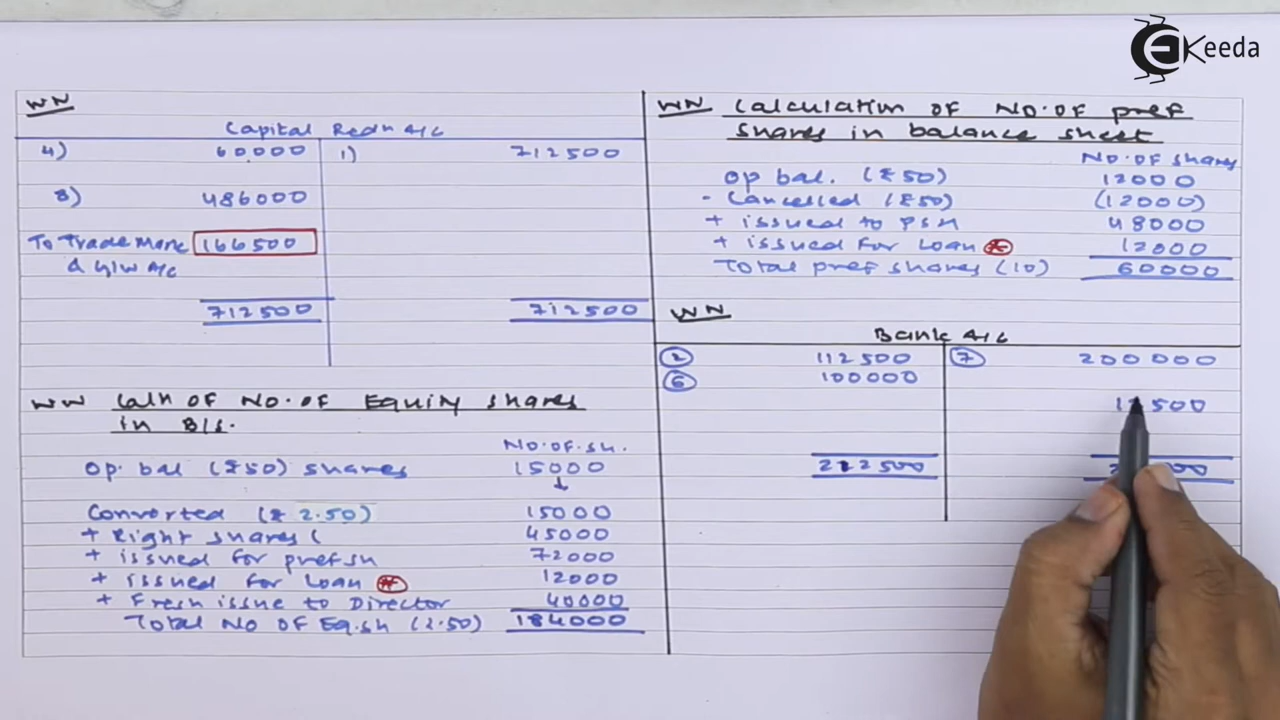 EKeeda
WN
Capital Redn A/c
4) 60000 1) 712500
8) 486000
To Trade Mark 166500
& G/W A/c
712500 712500
WN Caln OF NO. OF Equity shares
in B/S.
NO. OF. sh.
Op. bal (₹50) shares 15000
Converted (₹ 2.50) 15000
+ Right shares ( 45000
+ issued for pref sh 72000
+ issued for Loan * 12000
+ Fresh issue to Director 40000
Total NO OF Eq. sh (2.50) 184000
WN Calculation OF NO. OF pref
shares in balance sheet
NO. OF shares
Op bal. (₹50) 12000
- Cancelled (₹50) (12000)
+ issued to PSH 48000
+ issued for Loan * 12000
Total pref shares (10) 60000
WN
Bank A/c
2 112500 7 200000
6 100000
500
212500